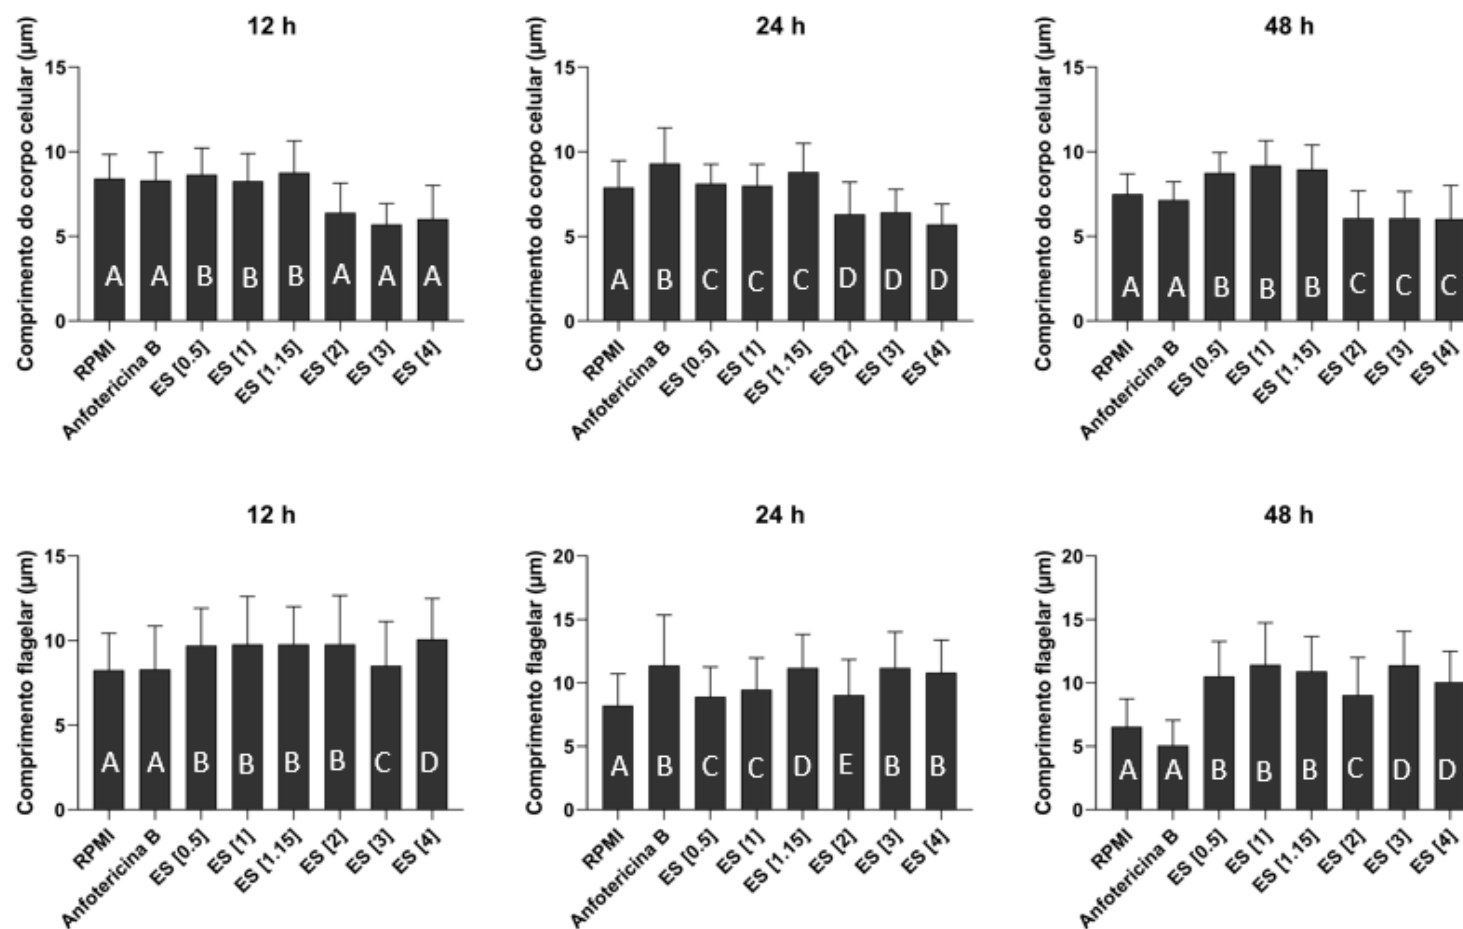 12 h
Comprimento do corpo celular (µm)
15
10
5
0
A A B B B A A A
RPMI
Anfotericina B
ES [0.5]
ES [1]
ES [1.15]
ES [2]
ES [3]
ES [4]
24 h
Comprimento do corpo celular (µm)
15
10
5
0
A B C C C D D D
RPMI
Anfotericina B
ES [0.5]
ES [1]
ES [1.15]
ES [2]
ES [3]
ES [4]
48 h
Comprimento do corpo celular (µm)
15
10
5
0
A A B B B C C C
RPMI
Anfotericina B
ES [0.5]
ES [1]
ES [1.15]
ES [2]
ES [3]
ES [4]
12 h
Comprimento flagelar (µm)
15
10
5
0
A A B B B B C D
RPMI
Anfotericina B
ES [0.5]
ES [1]
ES [1.15]
ES [2]
ES [3]
ES [4]
24 h
Comprimento flagelar (µm)
20
15
10
5
0
A B C C D E B B
RPMI
Anfotericina B
ES [0.5]
ES [1]
ES [1.15]
ES [2]
ES [3]
ES [4]
48 h
Comprimento flagelar (µm)
20
15
10
5
0
A A B B B C D D
RPMI
Anfotericina B
ES [0.5]
ES [1]
ES [1.15]
ES [2]
ES [3]
ES [4]